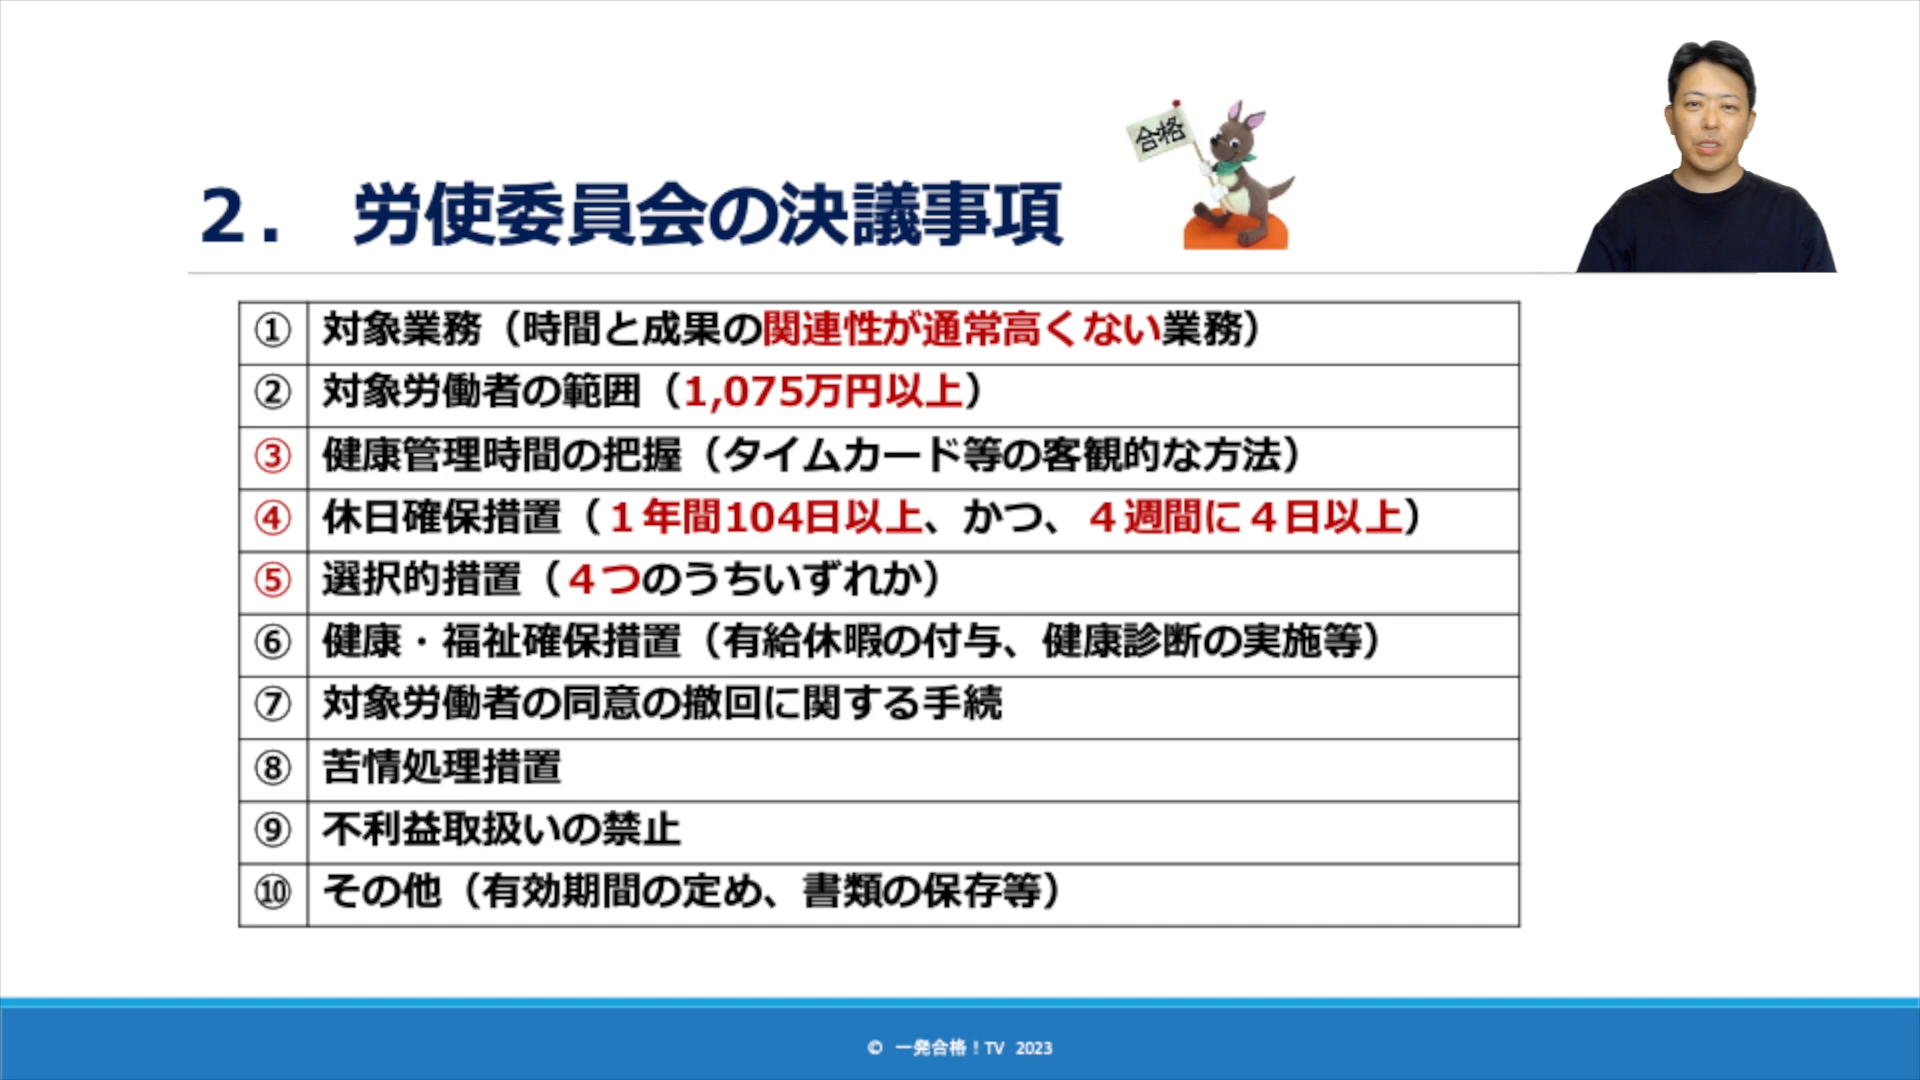 合格
２． 労使委員会の決議事項
① 対象業務（時間と成果の関連性が通常高くない業務）
② 対象労働者の範囲（1,075万円以上）
③ 健康管理時間の把握（タイムカード等の客観的な方法）
④ 休日確保措置（１年間104日以上、かつ、４週間に４日以上）
⑤ 選択的措置（４つのうちいずれか）
⑥ 健康・福祉確保措置（有給休暇の付与、健康診断の実施等）
⑦ 対象労働者の同意の撤回に関する手続
⑧ 苦情処理措置
⑨ 不利益取扱いの禁止
⑩ その他（有効期間の定め、書類の保存等）
© 一発合格！TV 2023